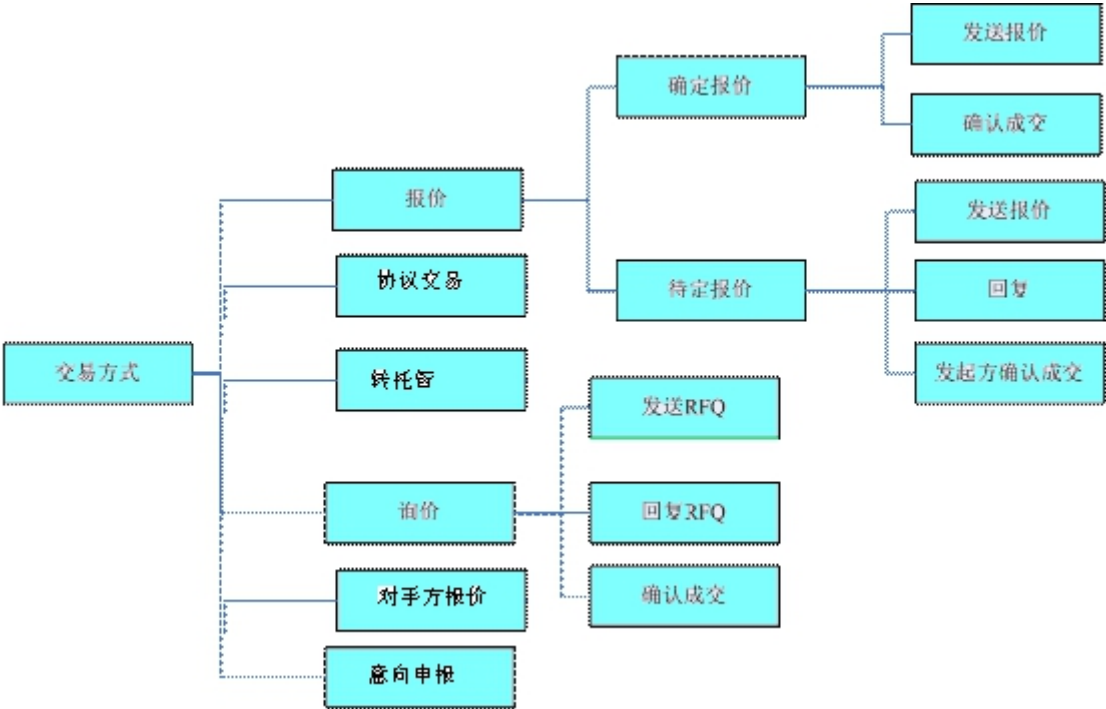 交易方式
报价
确定报价
发送报价
确认成交
待定报价
发送报价
回复
发起方确认成交
协议交易
转托管
询价
发送RFQ
回复RFQ
确认成交
对手方报价
意向申报